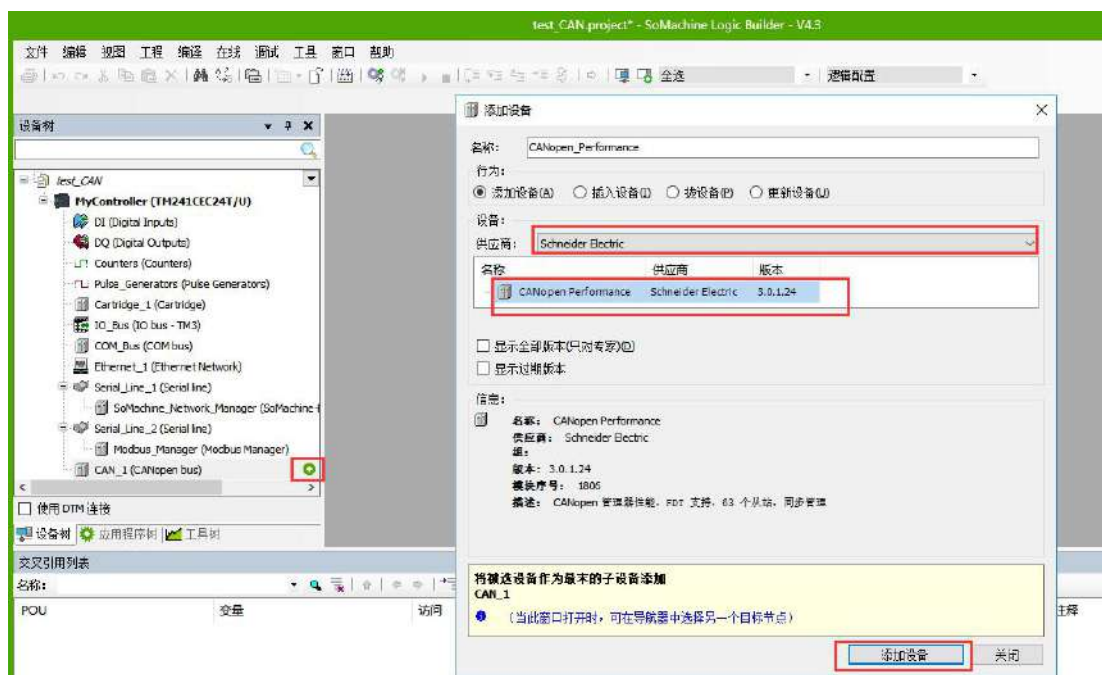 test_CAN.project* - SoMachine Logic Builder - V4.3
文件 编辑 视图 工程 编译 在线 调试 工具 窗口 帮助
全选 逻辑配置
设备树
test_CAN
MyController (TM241CEC24T/U)
DI (Digital Inputs)
DQ (Digital Outputs)
Counters (Counters)
Pulse_Generators (Pulse Generators)
Cartridge_1 (Cartridge)
IO_Bus (IO bus - TM3)
COM_Bus (COM bus)
Ethernet_1 (Ethernet Network)
Serial_Line_1 (Serial line)
SoMachine_Network_Manager (SoMachine-
Serial_Line_2 (Serial line)
Modbus_Manager (Modbus Manager)
CAN_1 (CANopen bus)
使用 DTM 连接
设备树 应用程序树 工具树
交叉引用列表
名称:
POU 变量 访问 注释
添加设备
名称: CANopen_Performance
行为:
添加设备(A) 插入设备(I) 拔设备(P) 更新设备(U)
设备:
供应商: Schneider Electric
名称 供应商 版本
CANopen Performance Schneider Electric 3.0.1.24
显示全部版本(只对专家)(D)
显示过期版本
信息:
名称: CANopen Performance
供应商: Schneider Electric
组:
版本: 3.0.1.24
模块序号: 1806
描述: CANopen 管理器性能. FDT 支持. 63 个从站. 同步管理
将被选设备作为最末的子设备添加
CAN_1
(当此窗口打开时，可在导航器中选择另一个目标节点)
添加设备 关闭